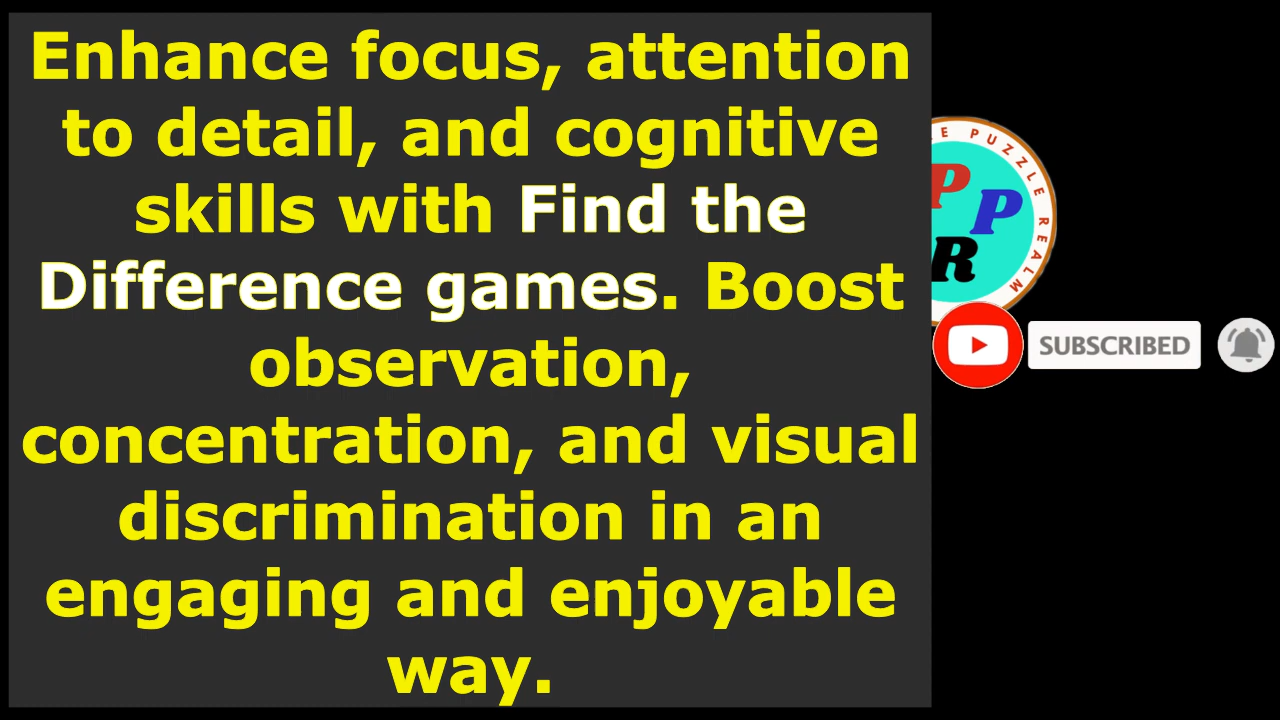 Enhance focus, attention
to detail, and cognitive
skills with Find the
Difference games. Boost
observation,
concentration, and visual
discrimination in an
engaging and enjoyable
way.
PUZZLE REALM
P
P
R
SUBSCRIBED